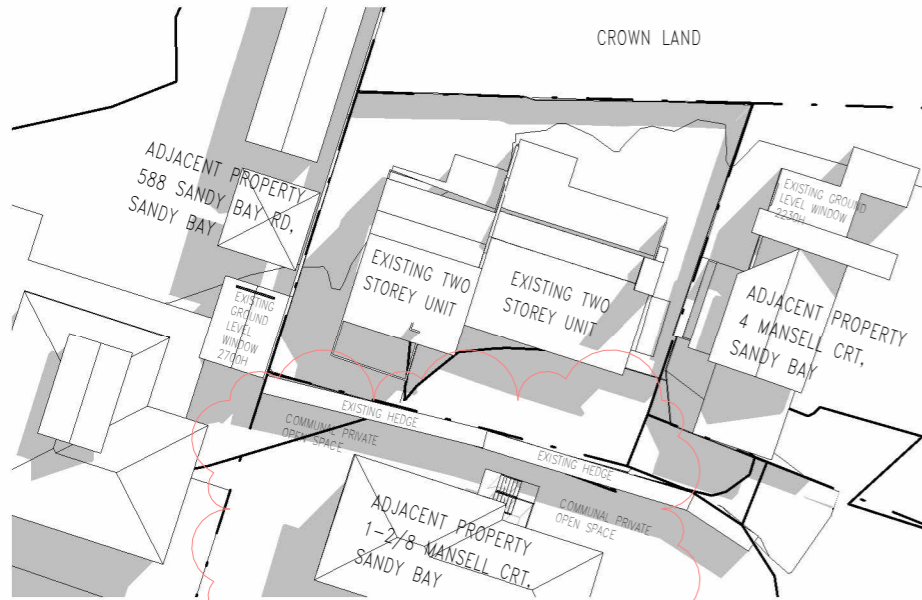 CROWN LAND
ADJACENT PROPERTY
588 SANDY BAY RD,
SANDY BAY
EXISTING GROUND
LEVEL WINDOW
2230H
EXISTING TWO
STOREY UNIT
EXISTING TWO
STOREY UNIT
ADJACENT PROPERTY
4 MANSELL CRT,
SANDY BAY
EXISTING
GROUND
LEVEL
WINDOW
2700H
EXISTING HEDGE
COMMUNAL PRIVATE
OPEN SPACE
EXISTING HEDGE
COMMUNAL PRIVATE
OPEN SPACE
ADJACENT PROPERTY
1-2/8 MANSELL CRT,
SANDY BAY